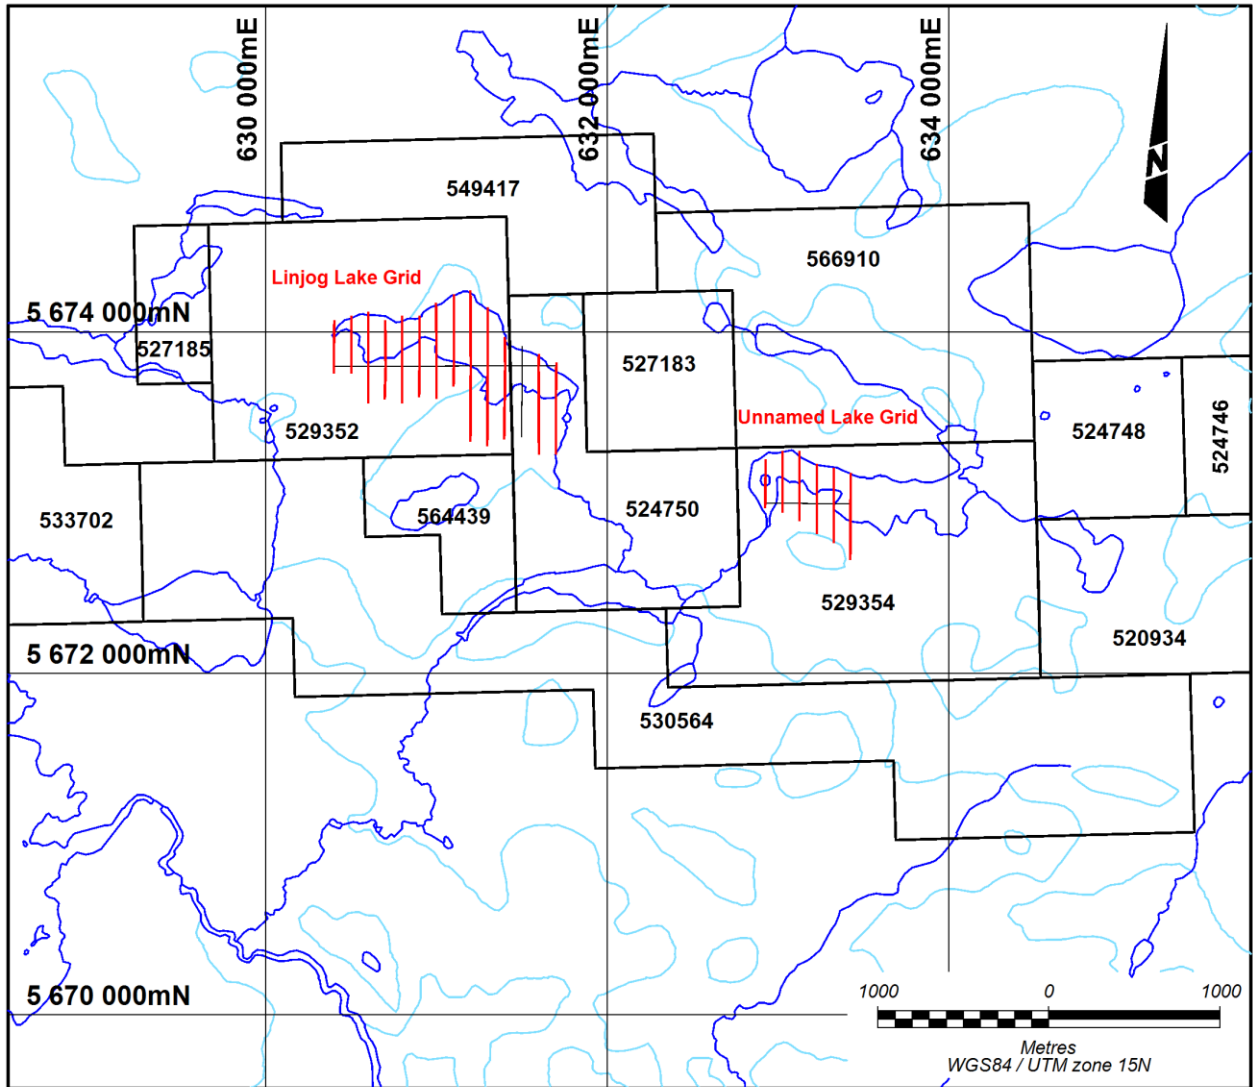 630 000mE
632 000mE
634 000mE
N
549417
566910
Linjog Lake Grid
5 674 000mN
527185
527183
Unnamed Lake Grid
529352
524748
524746
533702
564439
524750
529354
520934
5 672 000mN
530564
5 670 000mN
1000 0 1000
Metres
WGS84 / UTM zone 15N